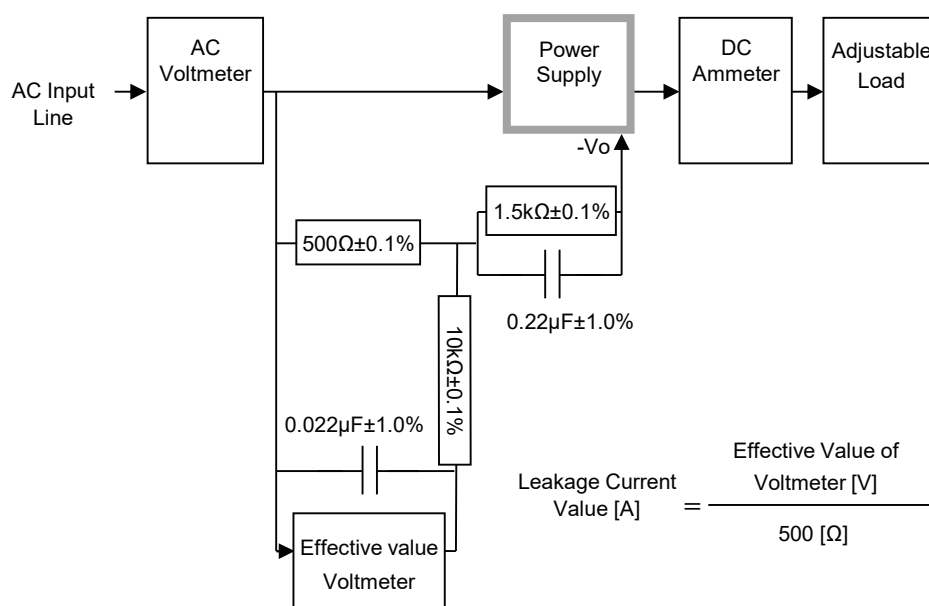 AC
Voltmeter
Power
Supply
DC
Ammeter
Adjustable
Load
AC Input
Line
-Vo
1.5kΩ±0.1%
500Ω±0.1%
0.22µF±1.0%
10kΩ±0.1%
0.022µF±1.0%
Effective value
Voltmeter
Leakage Current
Value [A]
=
Effective Value of
Voltmeter [V]
500 [Ω]